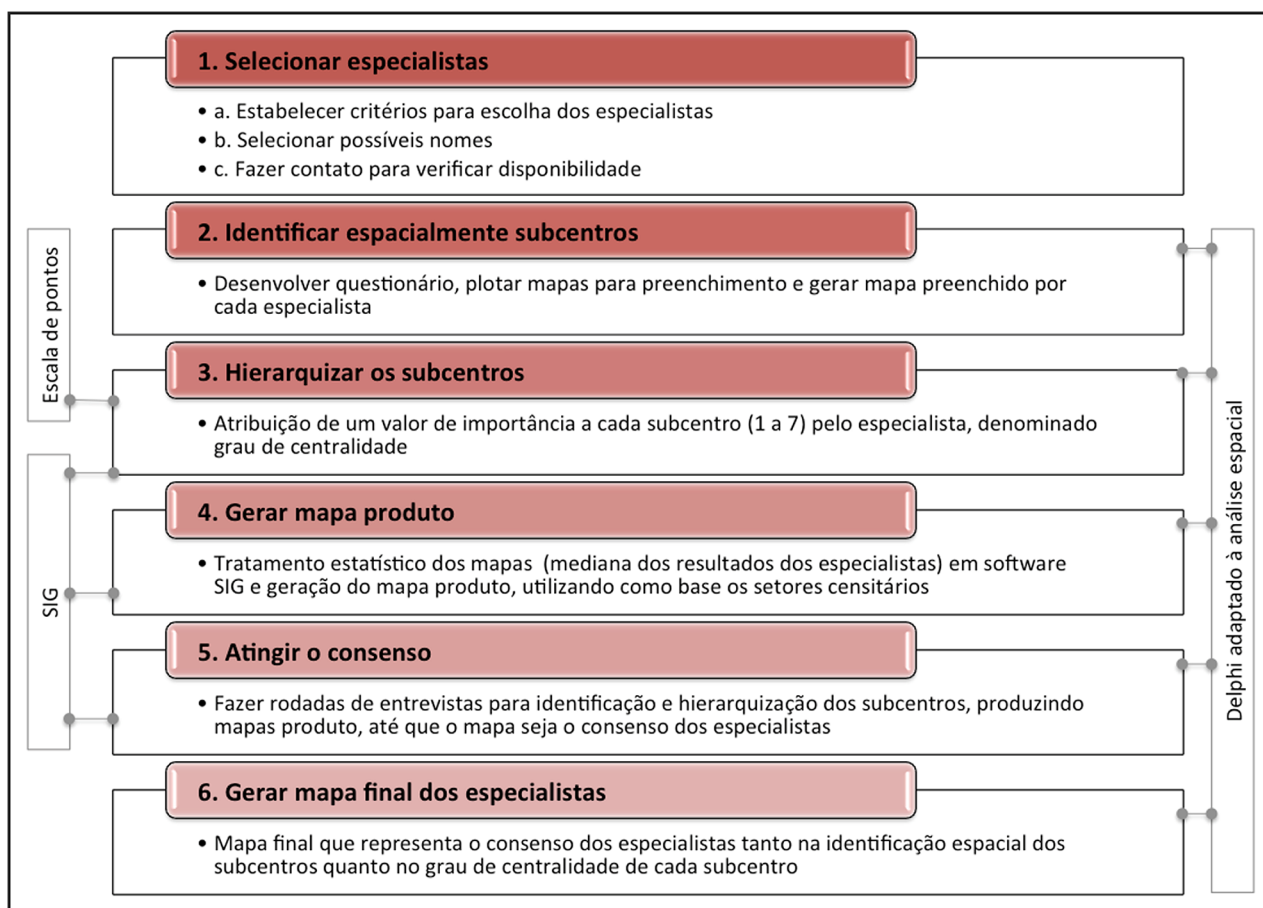 1. Selecionar especialistas
• a. Estabelecer critérios para escolha dos especialistas
• b. Selecionar possíveis nomes
• c. Fazer contato para verificar disponibilidade
2. Identificar espacialmente subcentros
• Desenvolver questionário, plotar mapas para preenchimento e gerar mapa preenchido por
cada especialista
Escala de pontos
3. Hierarquizar os subcentros
• Atribuição de um valor de importância a cada subcentro (1 a 7) pelo especialista, denominado
grau de centralidade
SIG
4. Gerar mapa produto
• Tratamento estatístico dos mapas (mediana dos resultados dos especialistas) em software
SIG e geração do mapa produto, utilizando como base os setores censitários
5. Atingir o consenso
• Fazer rodadas de entrevistas para identificação e hierarquização dos subcentros, produzindo
mapas produto, até que o mapa seja o consenso dos especialistas
6. Gerar mapa final dos especialistas
• Mapa final que representa o consenso dos especialistas tanto na identificação espacial dos
subcentros quanto no grau de centralidade de cada subcentro
Delphi adaptado à análise espacial